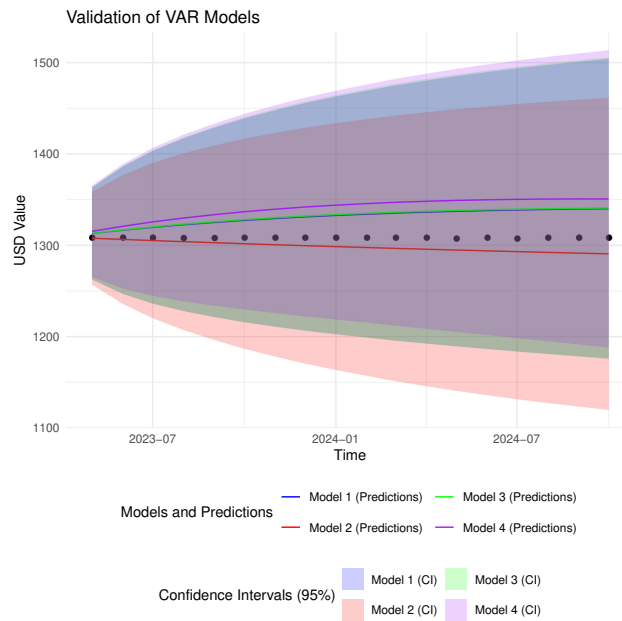 Validation of VAR Models
1500
1400
1300
1200
1100
USD Value
2023–07
2024–01
2024–07
Time
Models and Predictions
Model 1 (Predictions)
Model 3 (Predictions)
Model 2 (Predictions)
Model 4 (Predictions)
Confidence Intervals (95%)
Model 1 (CI)
Model 3 (CI)
Model 2 (CI)
Model 4 (CI)